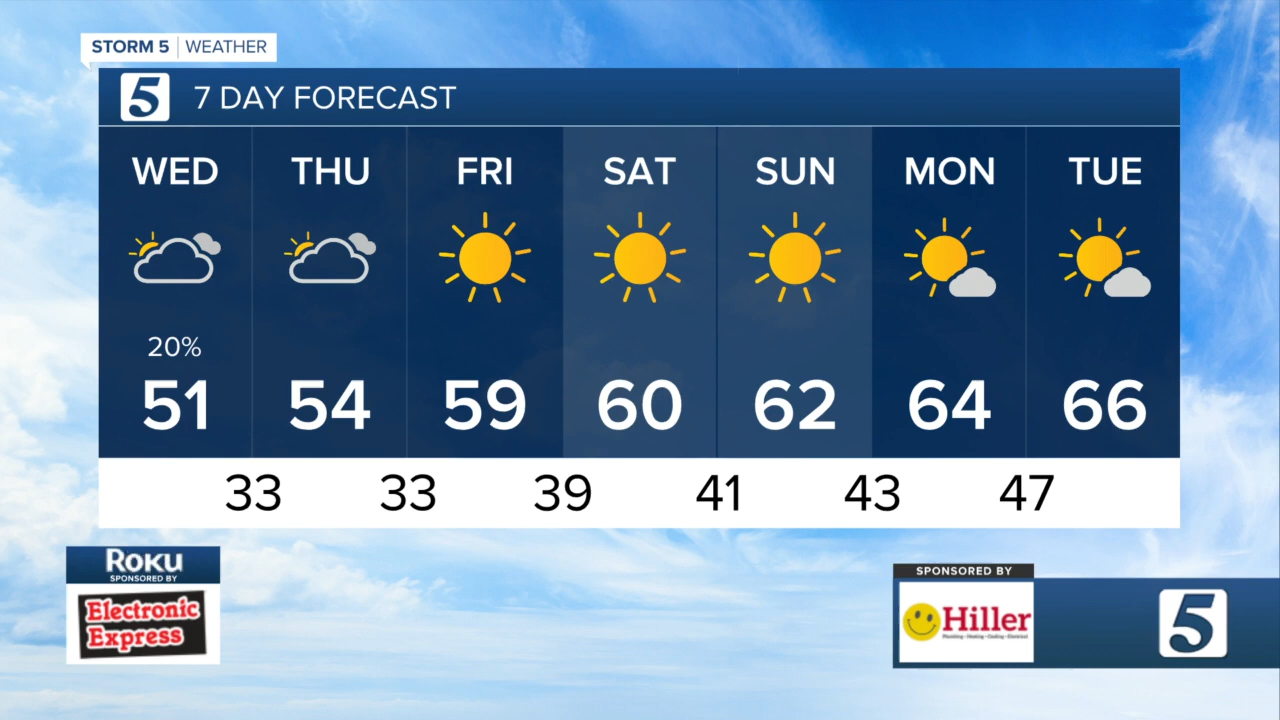 STORM 5 | WEATHER
5 7 DAY FORECAST
WED THU FRI SAT SUN MON TUE
20%
51 54 59 60 62 64 66
33 33 39 41 43 47
ROKU
SPONSORED BY
Electronic
Express
SPONSORED BY
Hiller
Plumbing • Heating • Cooling • Electrical
5